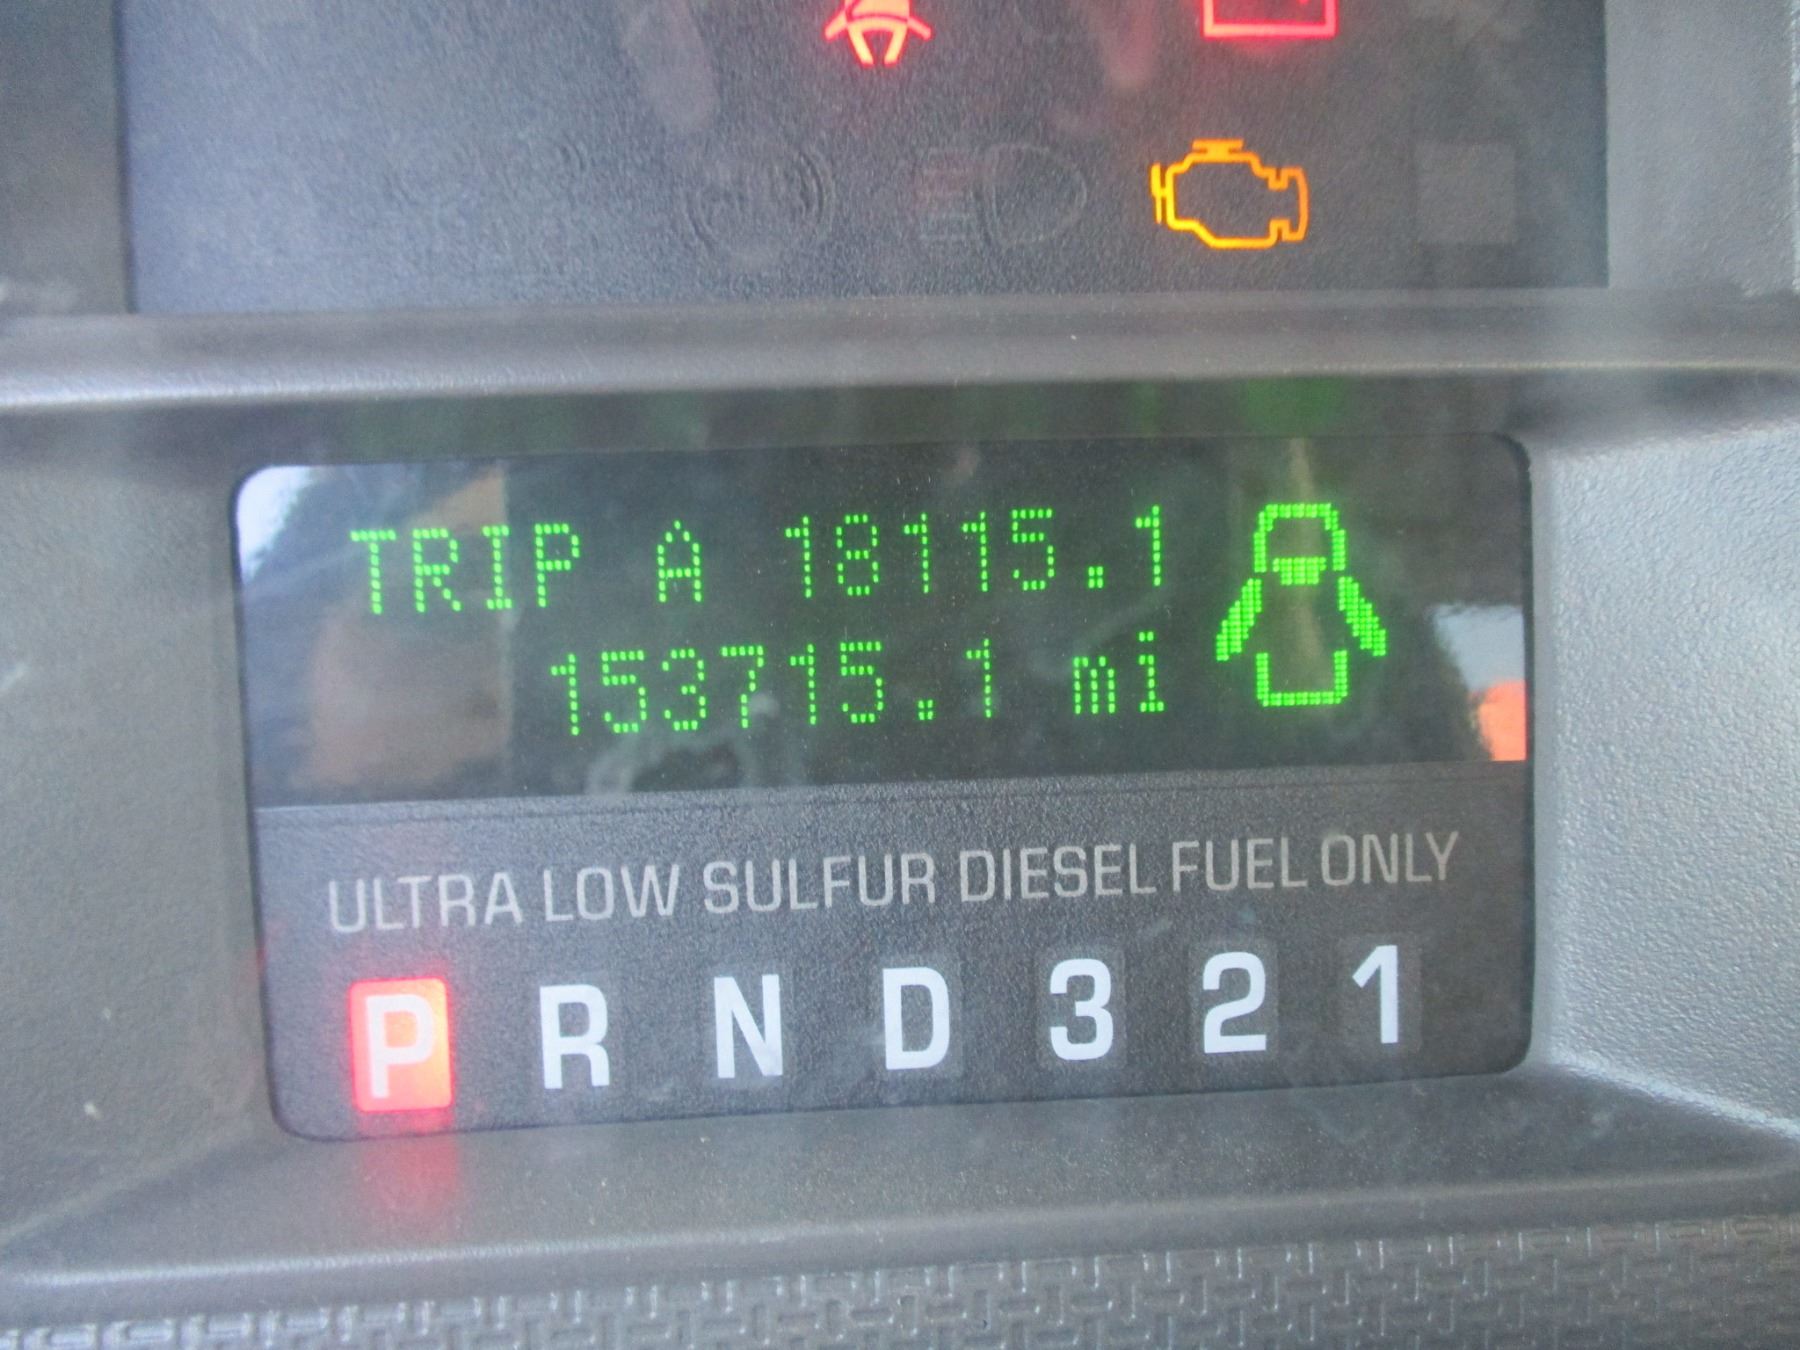 TRIP A 18115.1
153715.1 mi
ULTRA LOW SULFUR DIESEL FUEL ONLY
P R N D 3 2 1